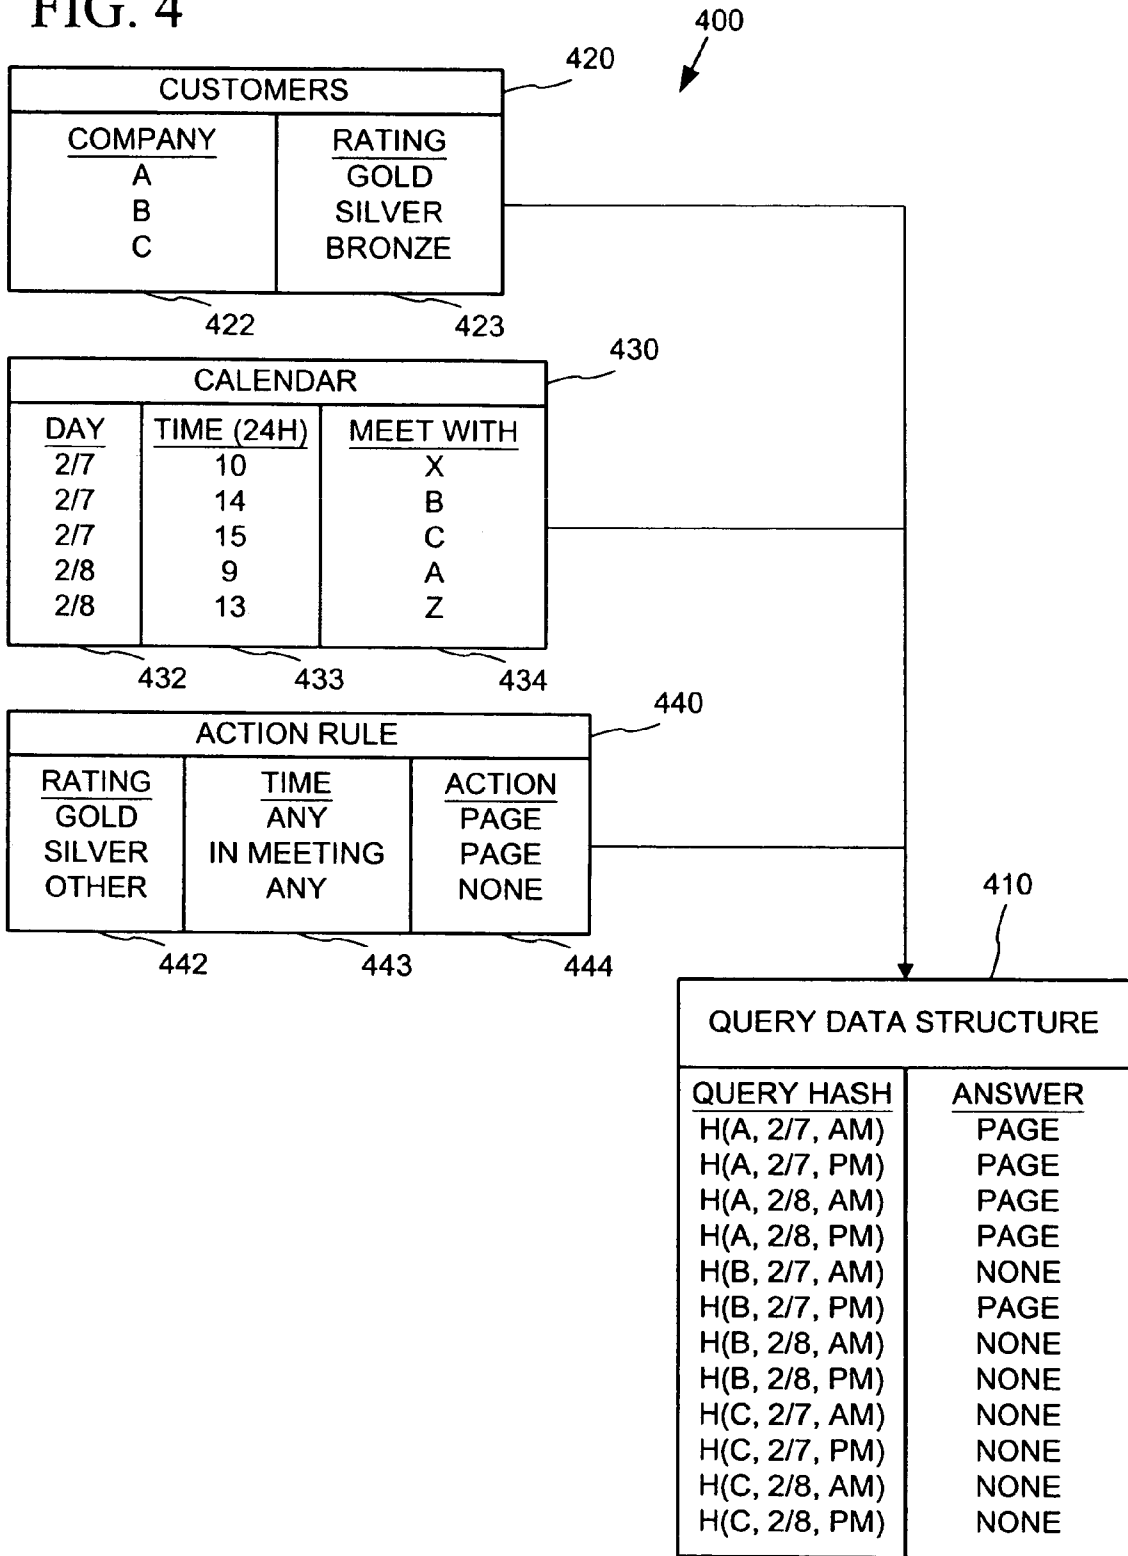 FIG. 4
400
420
CUSTOMERS
COMPANY RATING
A GOLD
B SILVER
C BRONZE
422 423
430
CALENDAR
DAY TIME (24H) MEET WITH
2/7 10 X
2/7 14 B
2/7 15 C
2/8 9 A
2/8 13 Z
432 433 434
440
ACTION RULE
RATING TIME ACTION
GOLD ANY PAGE
SILVER IN MEETING PAGE
OTHER ANY NONE
442 443 444
410
QUERY DATA STRUCTURE
QUERY HASH ANSWER
H(A, 2/7, AM) PAGE
H(A, 2/7, PM) PAGE
H(A, 2/8, AM) PAGE
H(A, 2/8, PM) PAGE
H(B, 2/7, AM) NONE
H(B, 2/7, PM) PAGE
H(B, 2/8, AM) NONE
H(B, 2/8, PM) NONE
H(C, 2/7, AM) NONE
H(C, 2/7, PM) NONE
H(C, 2/8, AM) NONE
H(C, 2/8, PM) NONE